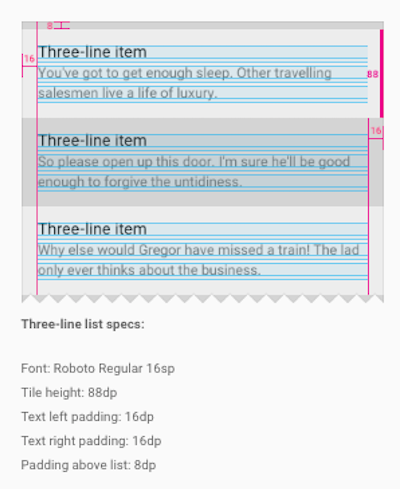 8
Three-line item
16
You've got to get enough sleep. Other travelling
88
salesmen live a life of luxury.
16
Three-line item
So please open up this door. I'm sure he'll be good
enough to forgive the untidiness.
Three-line item
Why else would Gregor have missed a train! The lad
only ever thinks about the business.
Three-line list specs:
Font: Roboto Regular 16sp
Tile height: 88dp
Text left padding: 16dp
Text right padding: 16dp
Padding above list: 8dp